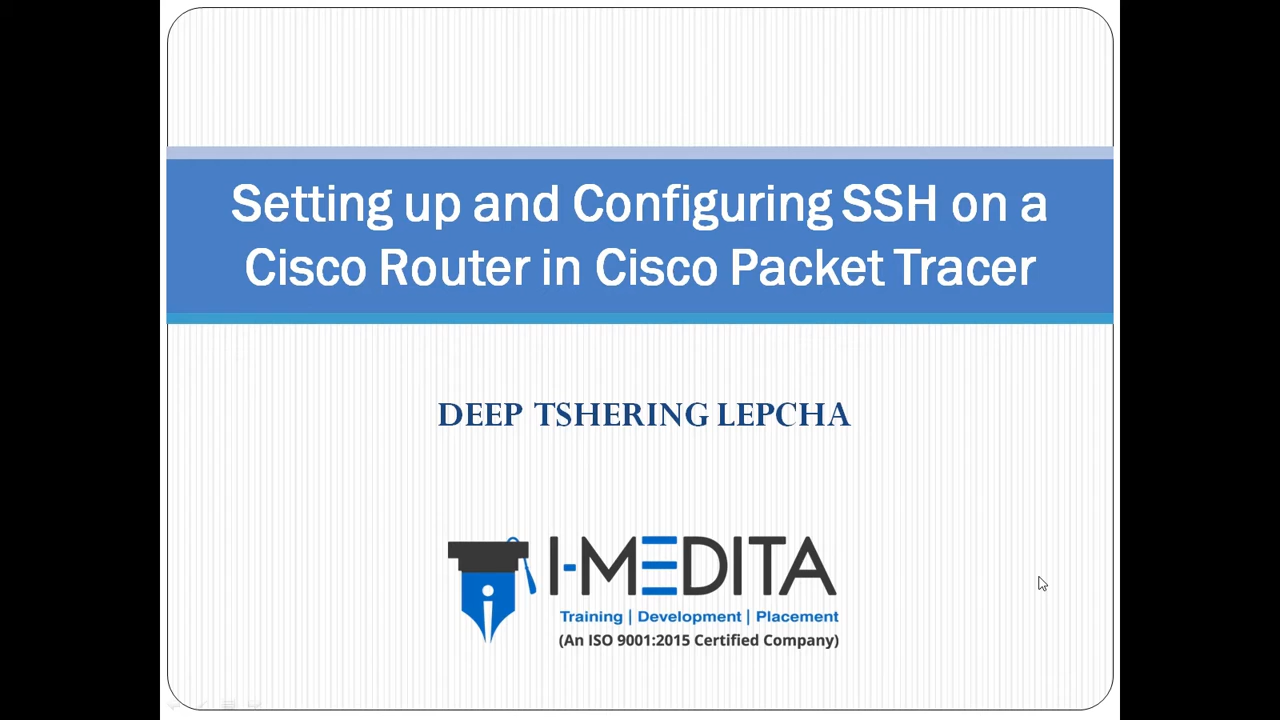 Setting up and Configuring SSH on a
Cisco Router in Cisco Packet Tracer
DEEP TSHERING LEPCHA
I-MEDITA
Training | Development | Placement
(An ISO 9001:2015 Certified Company)